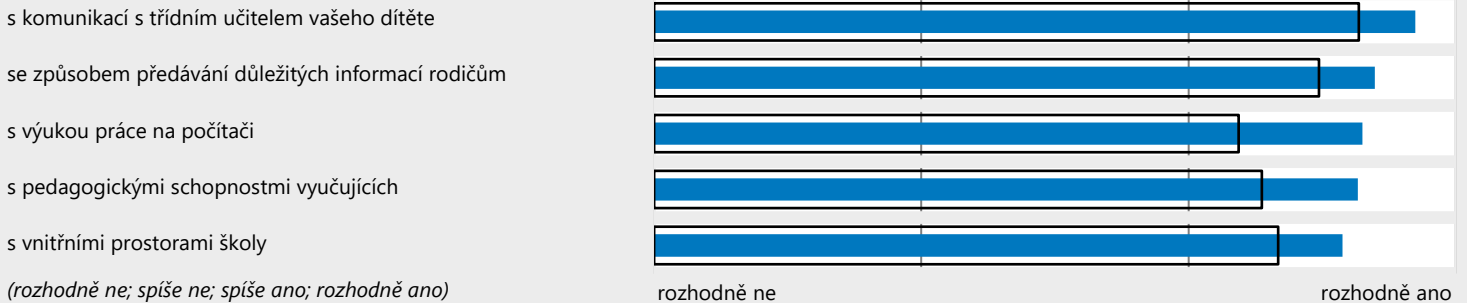 s komunikací s třídním učitelem vašeho dítěte
se způsobem předávání důležitých informací rodičům
s výukou práce na počítači
s pedagogickými schopnostmi vyučujících
s vnitřními prostorami školy
(rozhodně ne; spíše ne; spíše ano; rozhodně ano)
rozhodně ne
rozhodně ano